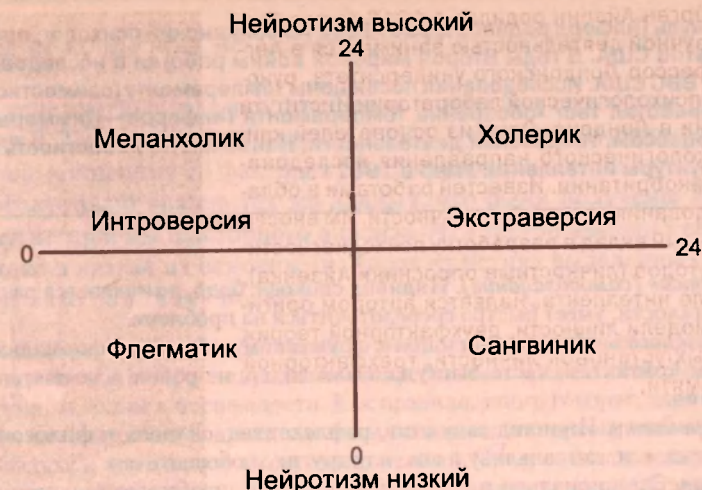 Нейротизм высокий
24
Меланхолик Холерик
Интроверсия Экстраверсия
0 24
Флегматик Сангвиник
0
Нейротизм низкий